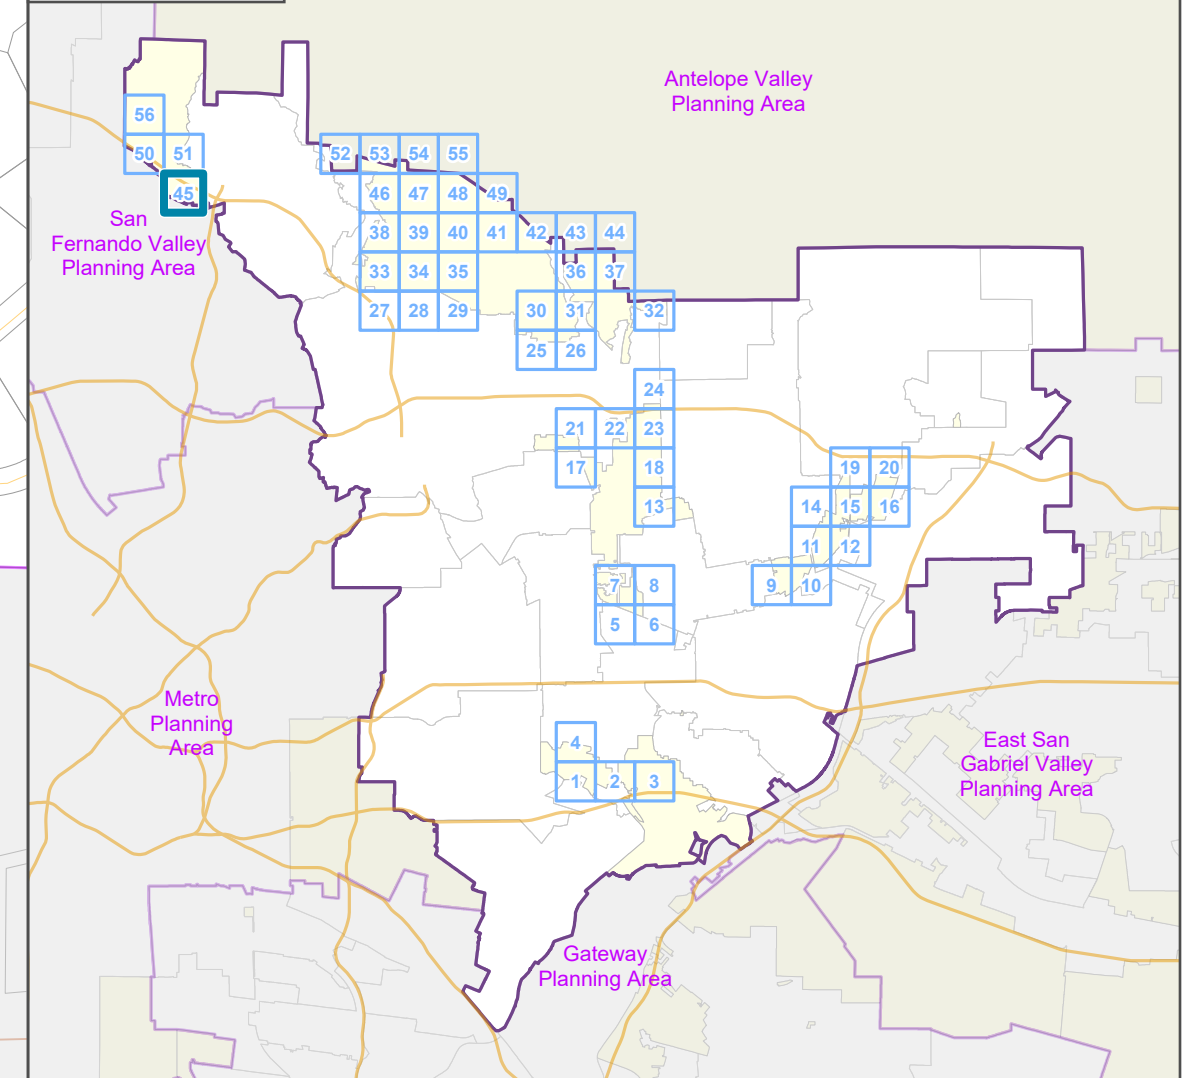 Antelope Valley
Planning Area
56
50 51
52 53 54 55
45
46 47 48 49
San
Fernando Valley
Planning Area
38 39 40 41 42 43 44
33 34 35 36 37
27 28 29 30 31 32
25 26
24
21 22 23
17 18 19 20
13 14 15 16
11 12
7 8 9 10
5 6
Metro
Planning
Area
4
1 2 3
East San
Gabriel Valley
Planning Area
Gateway
Planning Area